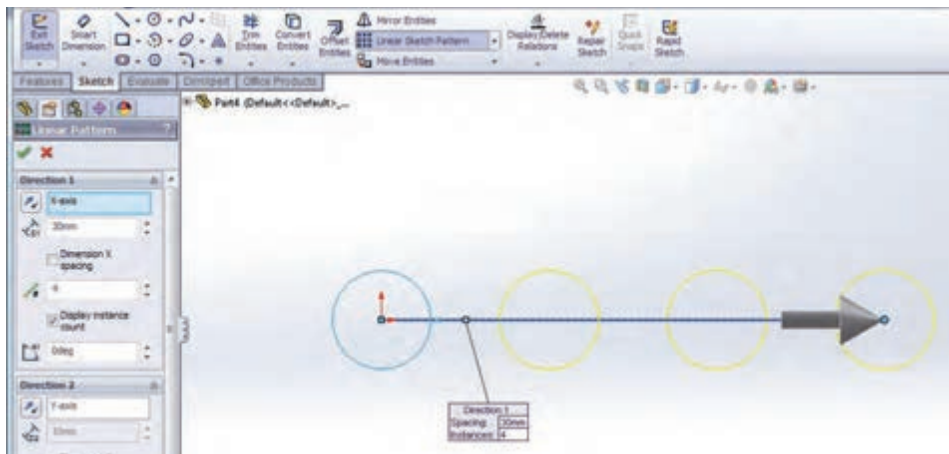 Mirror Entities
Exit Sketch
Smart Dimension
Trim Entities
Convert Entities
Offset Entities
Linear Sketch Pattern
Display/Delete Relations
Repair Sketch
Quick Snaps
Rapid Sketch
Move Entities
Features Sketch Evaluate DimXpert Office Products
Part4 (Default<<Default>_...
Linear Pattern ?
Direction 1
X-axis
30mm
Dimension X spacing
4
Display instance count
0deg
Direction 2
Y-axis
10mm
Direction 1
Spacing: 30mm
Instances: 4